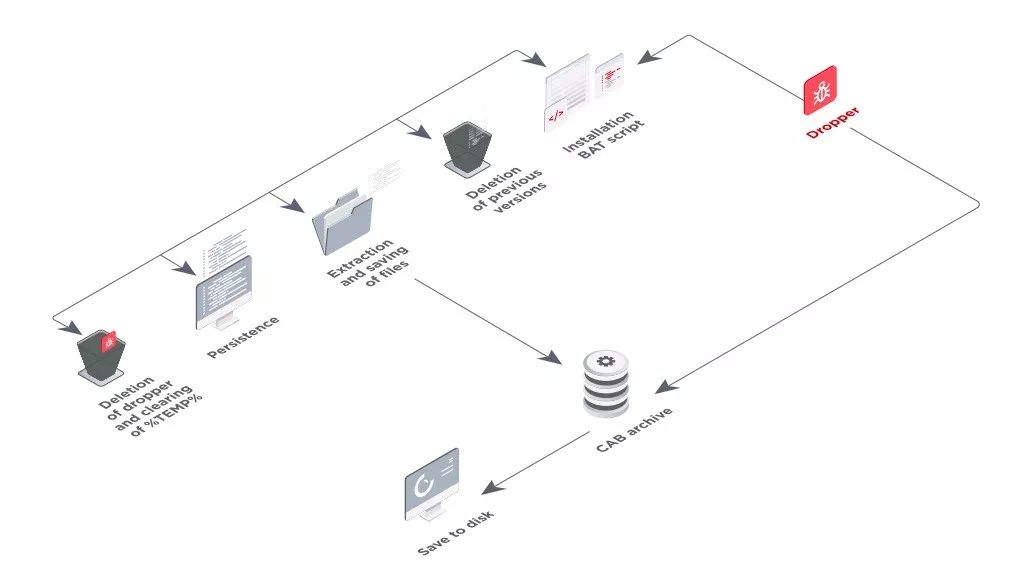 Dropper
Installation
BAT script
</>
Deletion
of previous
versions
Extraction
and saving
of files
Persistence
Deletion
of dropper
and clearing
of %TEMP%
CAB archive
Save to disk